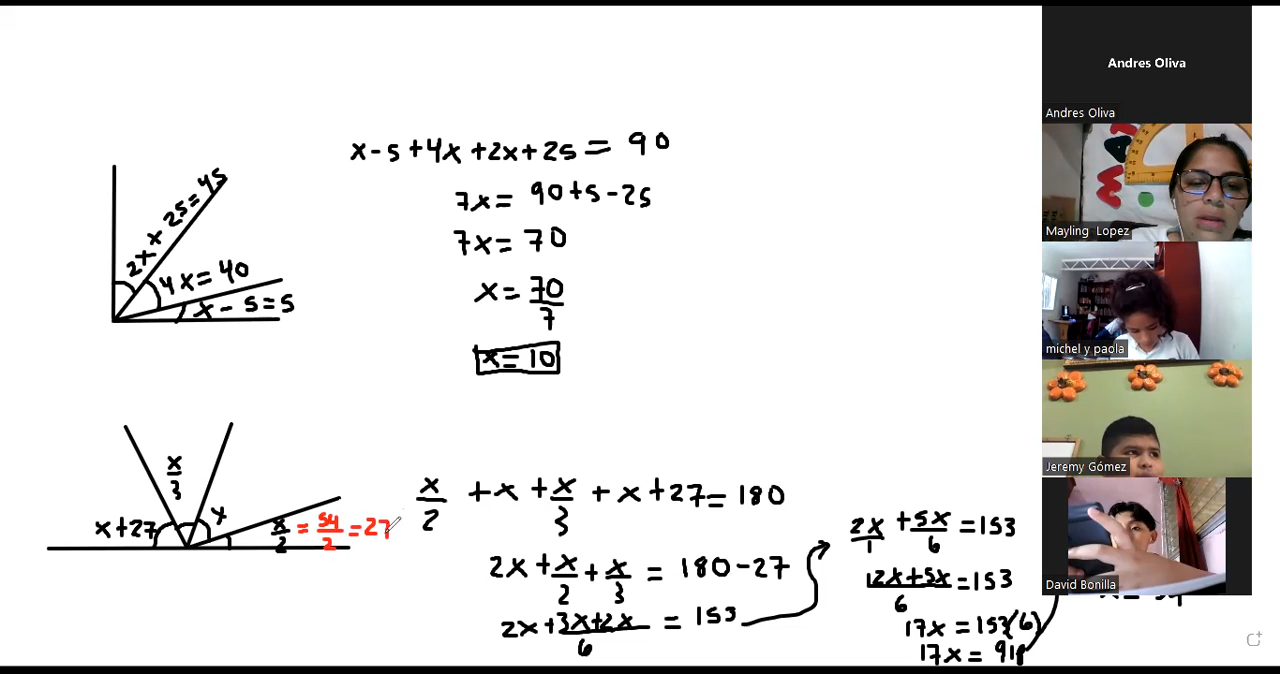 x-5+4x+2x+25=90
7x=90+5-25
7x=70
x=70/7
x=10
2x+25=45
4x=40
x-5=5
x/2+x+x/3+x+27=180
2x+x/2+x/3=180-27
2x+3x+2x/6=153
2x/1+5x/6=153
12x+5x/6=153
17x=153(6)
17x=918
x+27
x/3
x
x/2=54/2=27
Andres Oliva
Andres Oliva
Mayling Lopez
michel y paola
Jeremy Gómez
David Bonilla